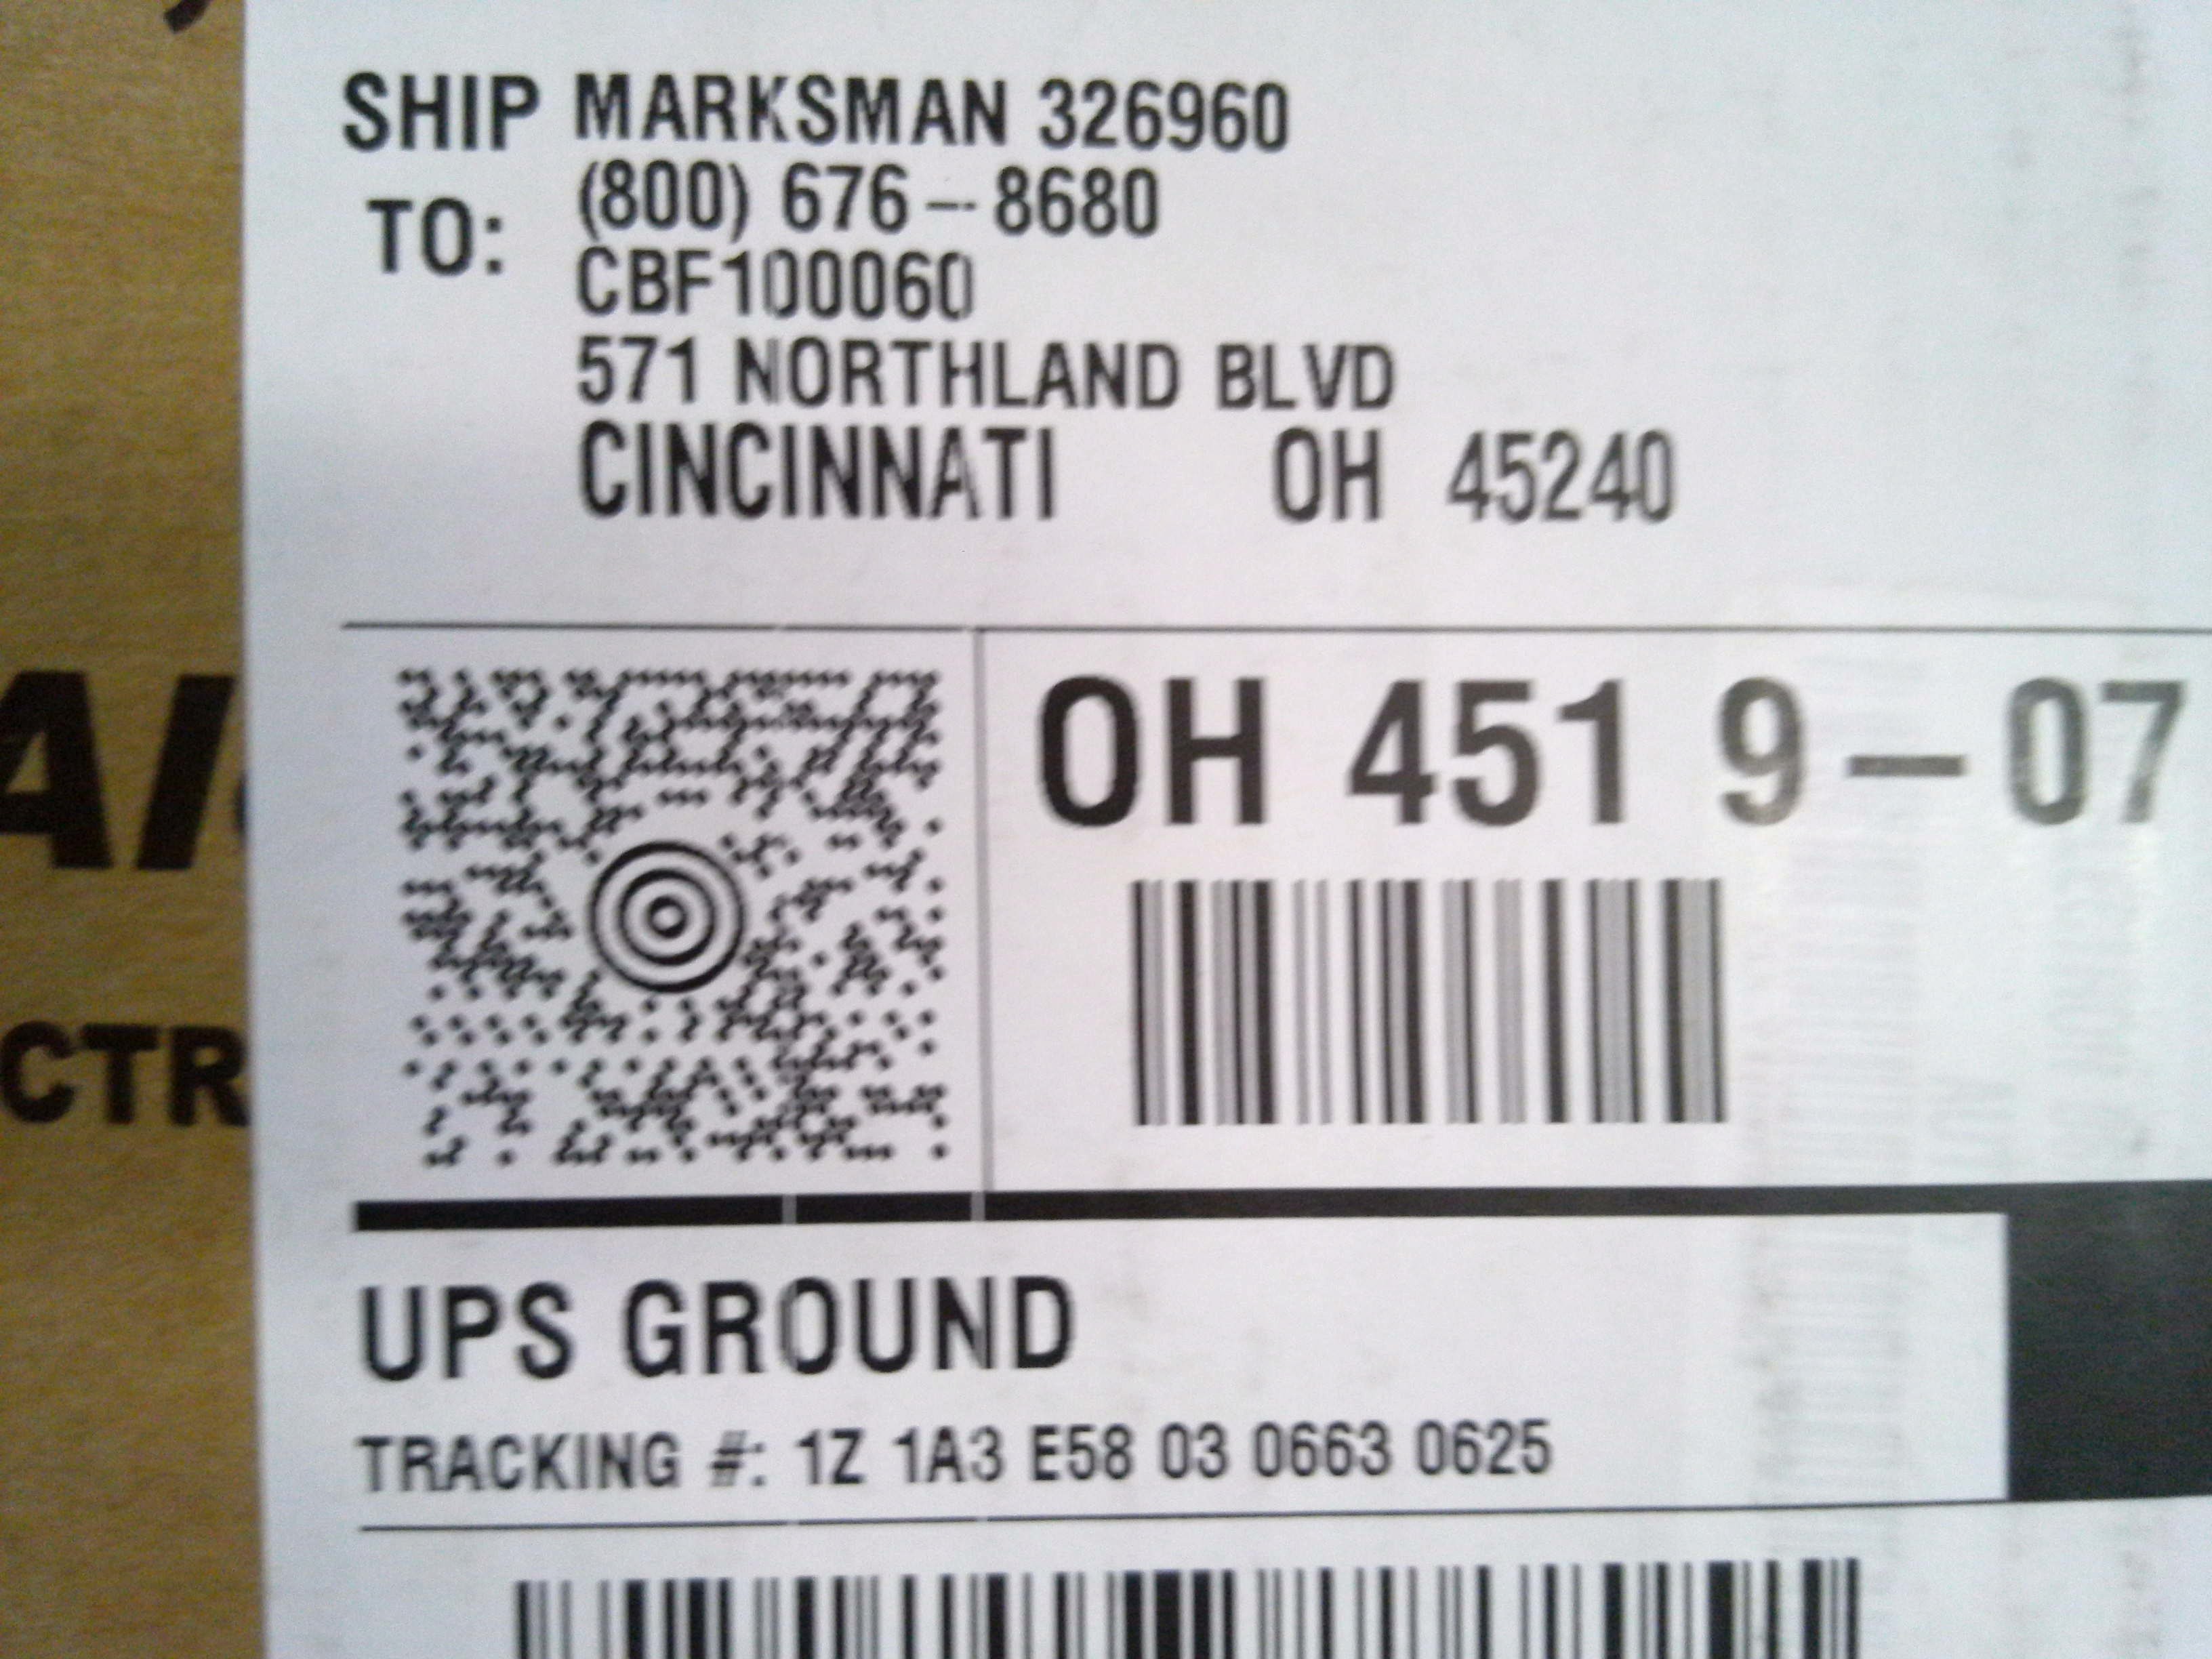 SHIP MARKSMAN 326960
TO: (800) 676-8680
CBF100060
571 NORTHLAND BLVD
CINCINNATI OH 45240
OH 451 9-07
UPS GROUND
TRACKING #: 1Z 1A3 E58 03 0663 0625
CTR